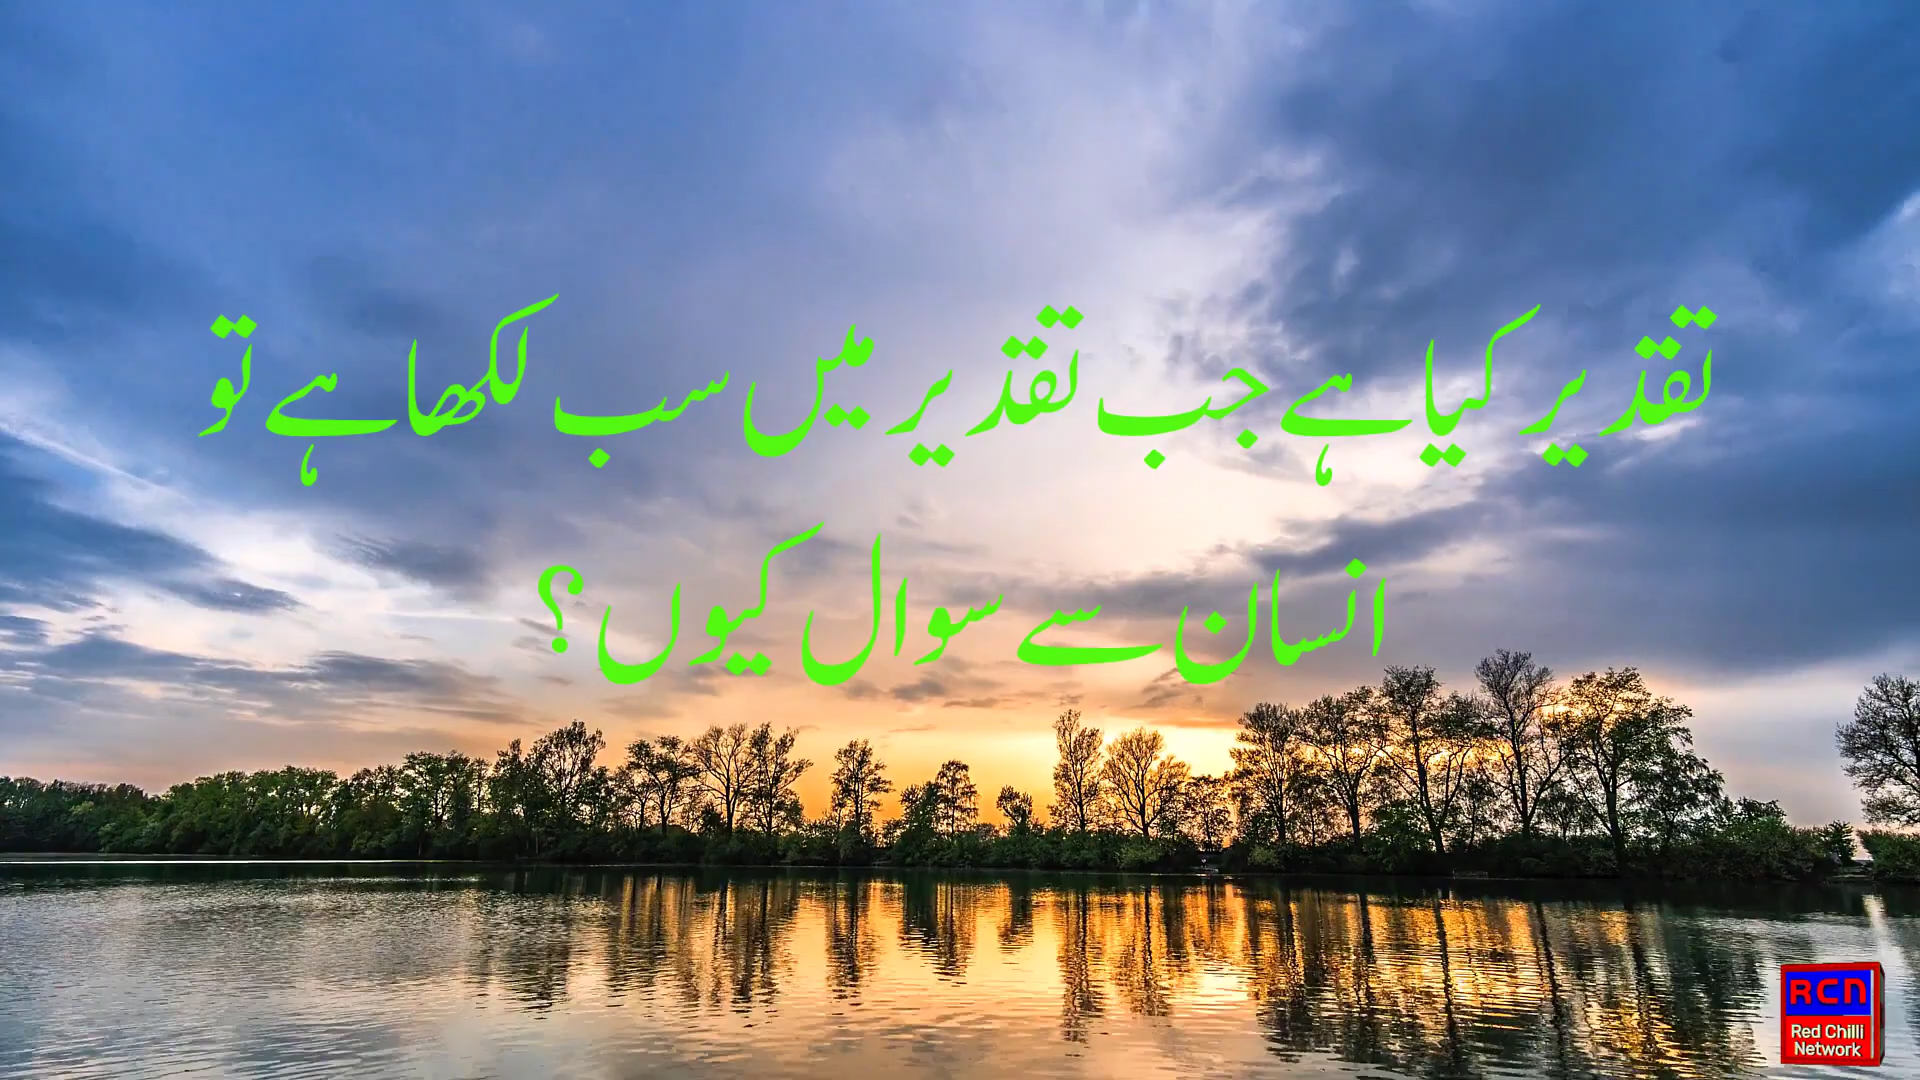 تقدیر کیا ہے جب تقدیر میں سب لکھا ہے تو
انسان سے سوال کیوں ؟
RCN
Red Chilli
Network